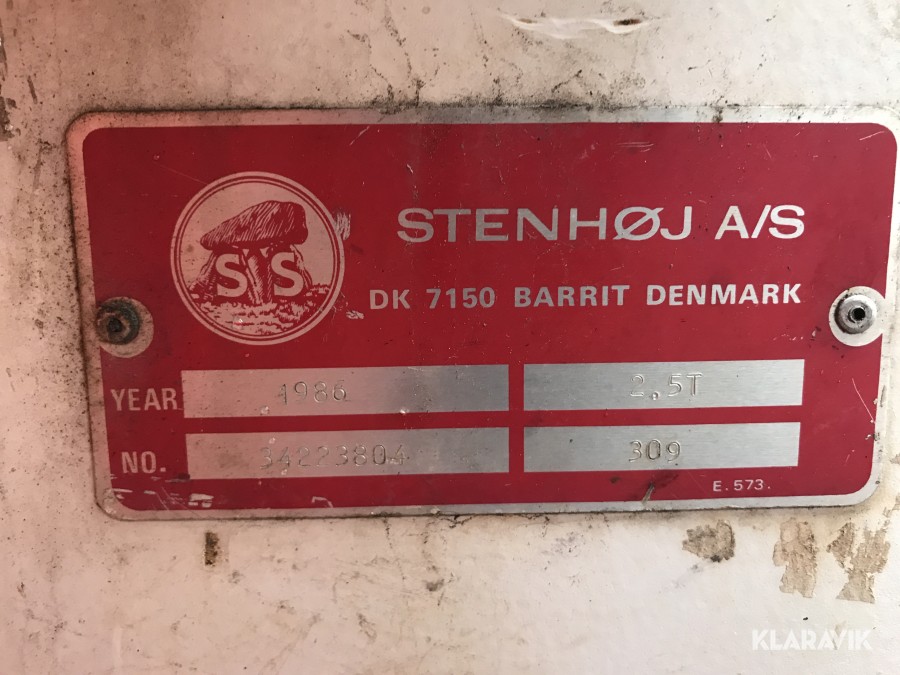 SS
STENHØJ A/S
DK 7150 BARRIT DENMARK
YEAR 1986 2.5T
NO. 34223804 309
E. 573.
KLARAVIK